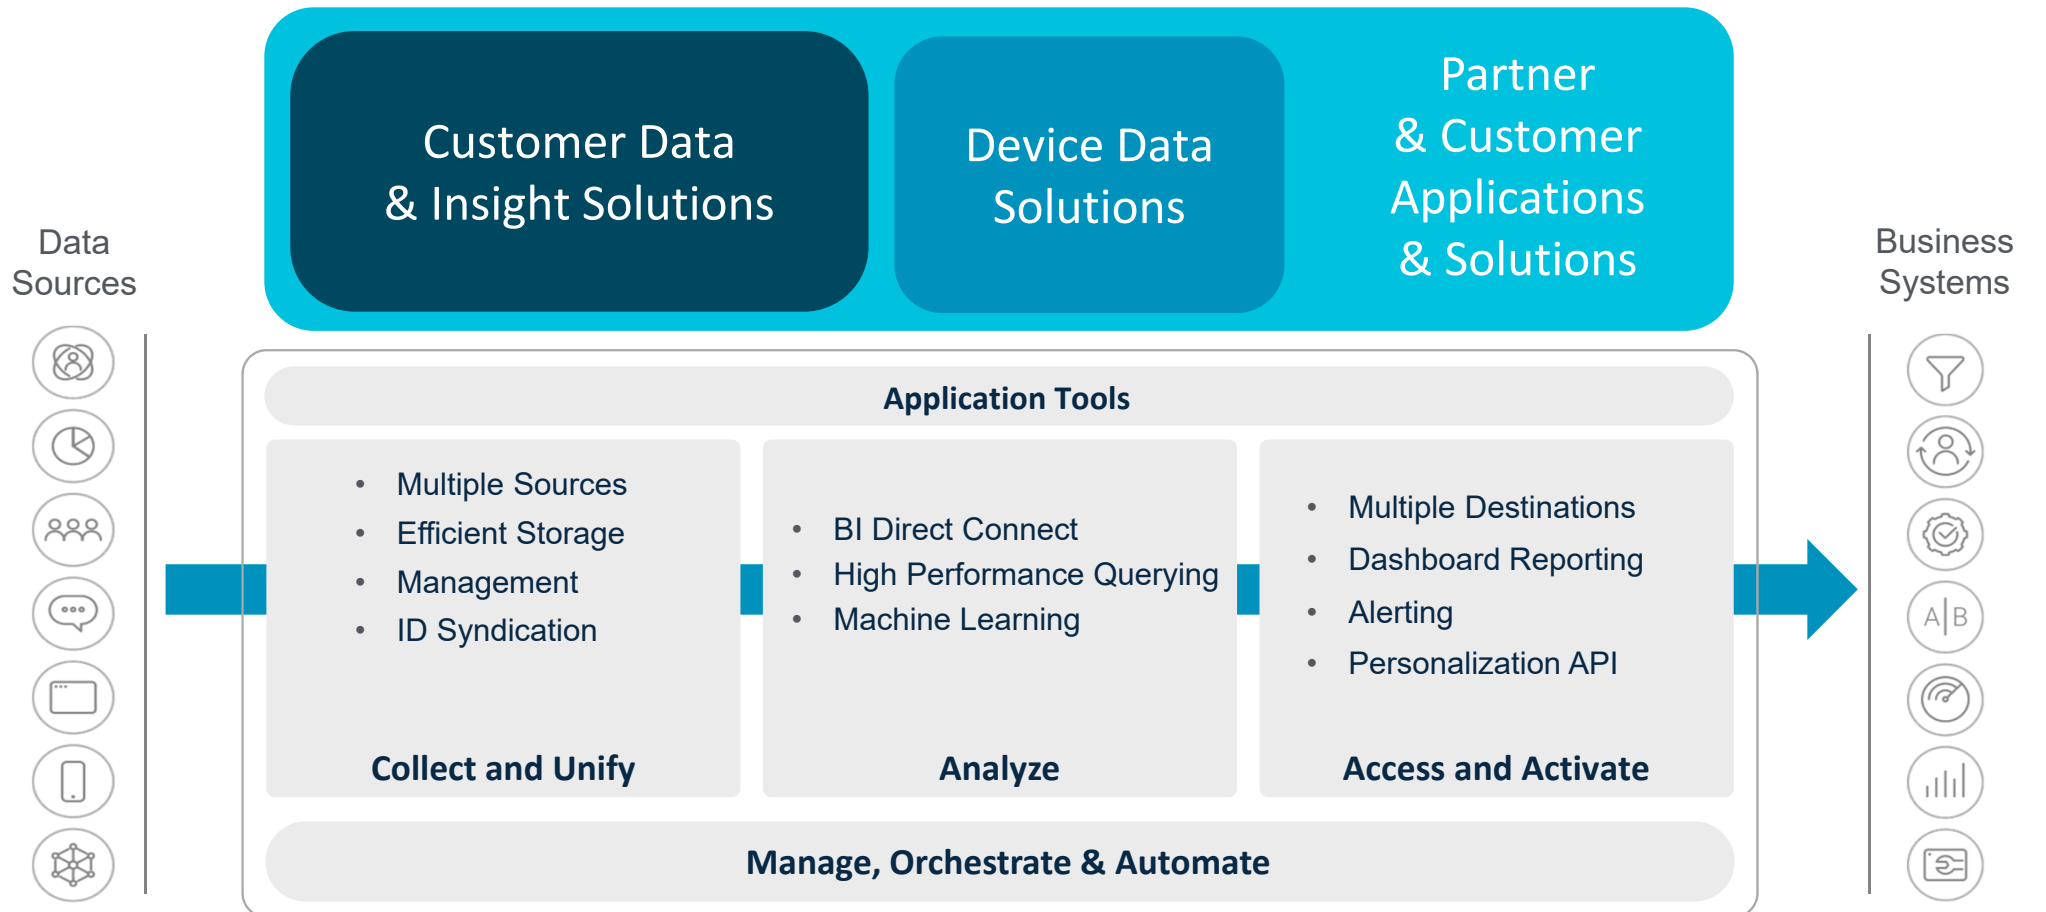 Customer Data
& Insight Solutions
Device Data
Solutions
Partner
& Customer
Applications
& Solutions
Data
Sources
Business
Systems
Application Tools
• Multiple Sources
• Efficient Storage
• Management
• ID Syndication
Collect and Unify
• BI Direct Connect
• High Performance Querying
• Machine Learning
Analyze
• Multiple Destinations
• Dashboard Reporting
• Alerting
• Personalization API
Access and Activate
A|B
Manage, Orchestrate & Automate